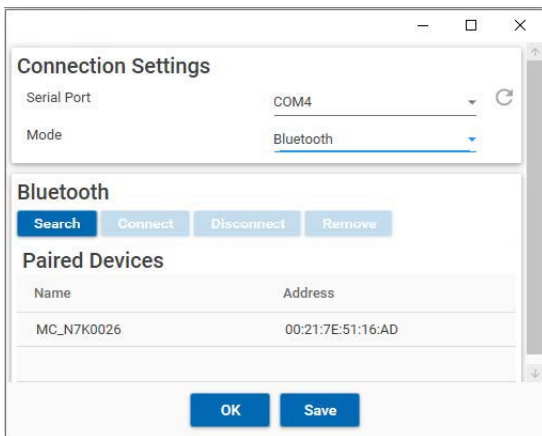 Connection Settings
Serial Port COM4
Mode Bluetooth
Bluetooth
Search Connect Disconnect Remove
Paired Devices
Name Address
MC_N7K0026 00:21:7E:51:16:AD
OK Save